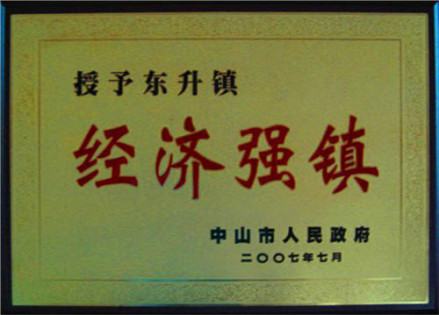 授予东升镇
经济强镇
中山市人民政府
二〇〇七年七月